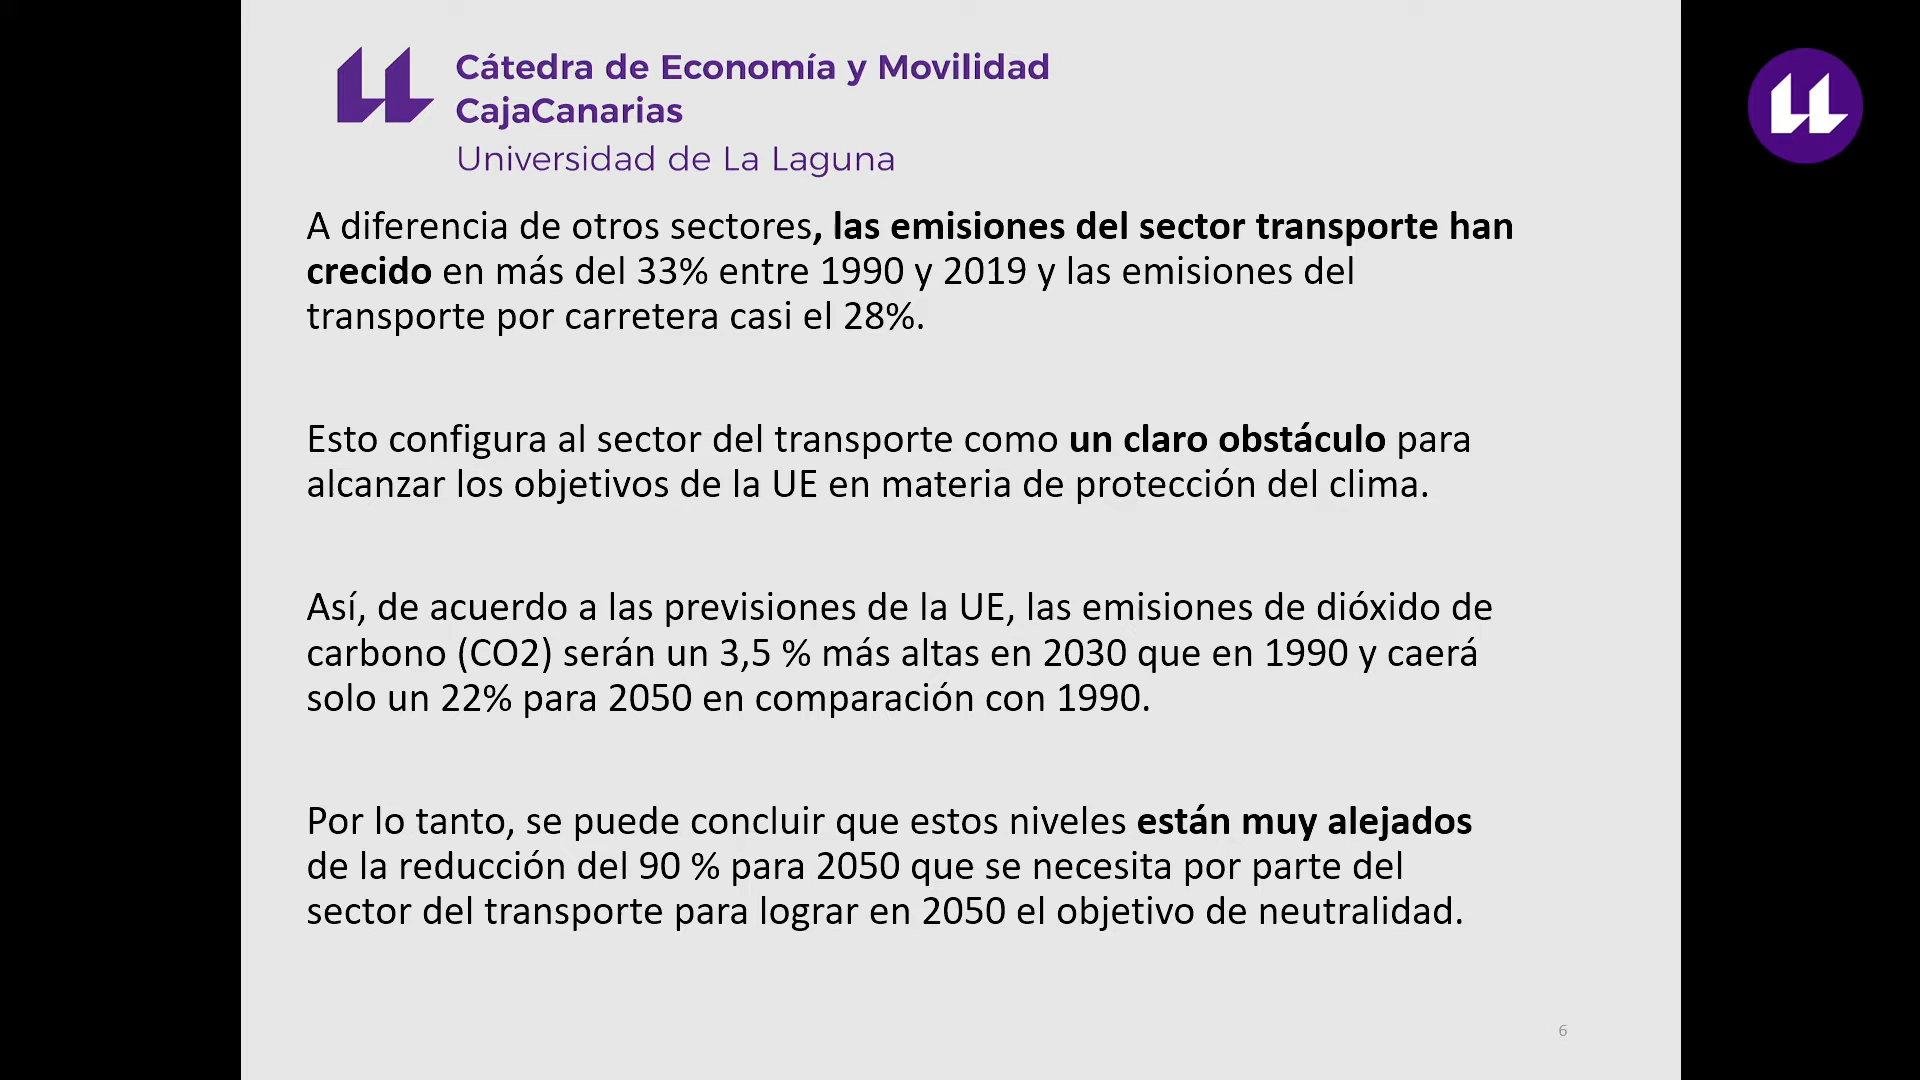 Cátedra de Economía y Movilidad
CajaCanarias
Universidad de La Laguna
A diferencia de otros sectores, las emisiones del sector transporte han
crecido en más del 33% entre 1990 y 2019 y las emisiones del
transporte por carretera casi el 28%.
Esto configura al sector del transporte como un claro obstáculo para
alcanzar los objetivos de la UE en materia de protección del clima.
Así, de acuerdo a las previsiones de la UE, las emisiones de dióxido de
carbono (CO2) serán un 3,5 % más altas en 2030 que en 1990 y caerá
solo un 22% para 2050 en comparación con 1990.
Por lo tanto, se puede concluir que estos niveles están muy alejados
de la reducción del 90 % para 2050 que se necesita por parte del
sector del transporte para lograr en 2050 el objetivo de neutralidad.
6